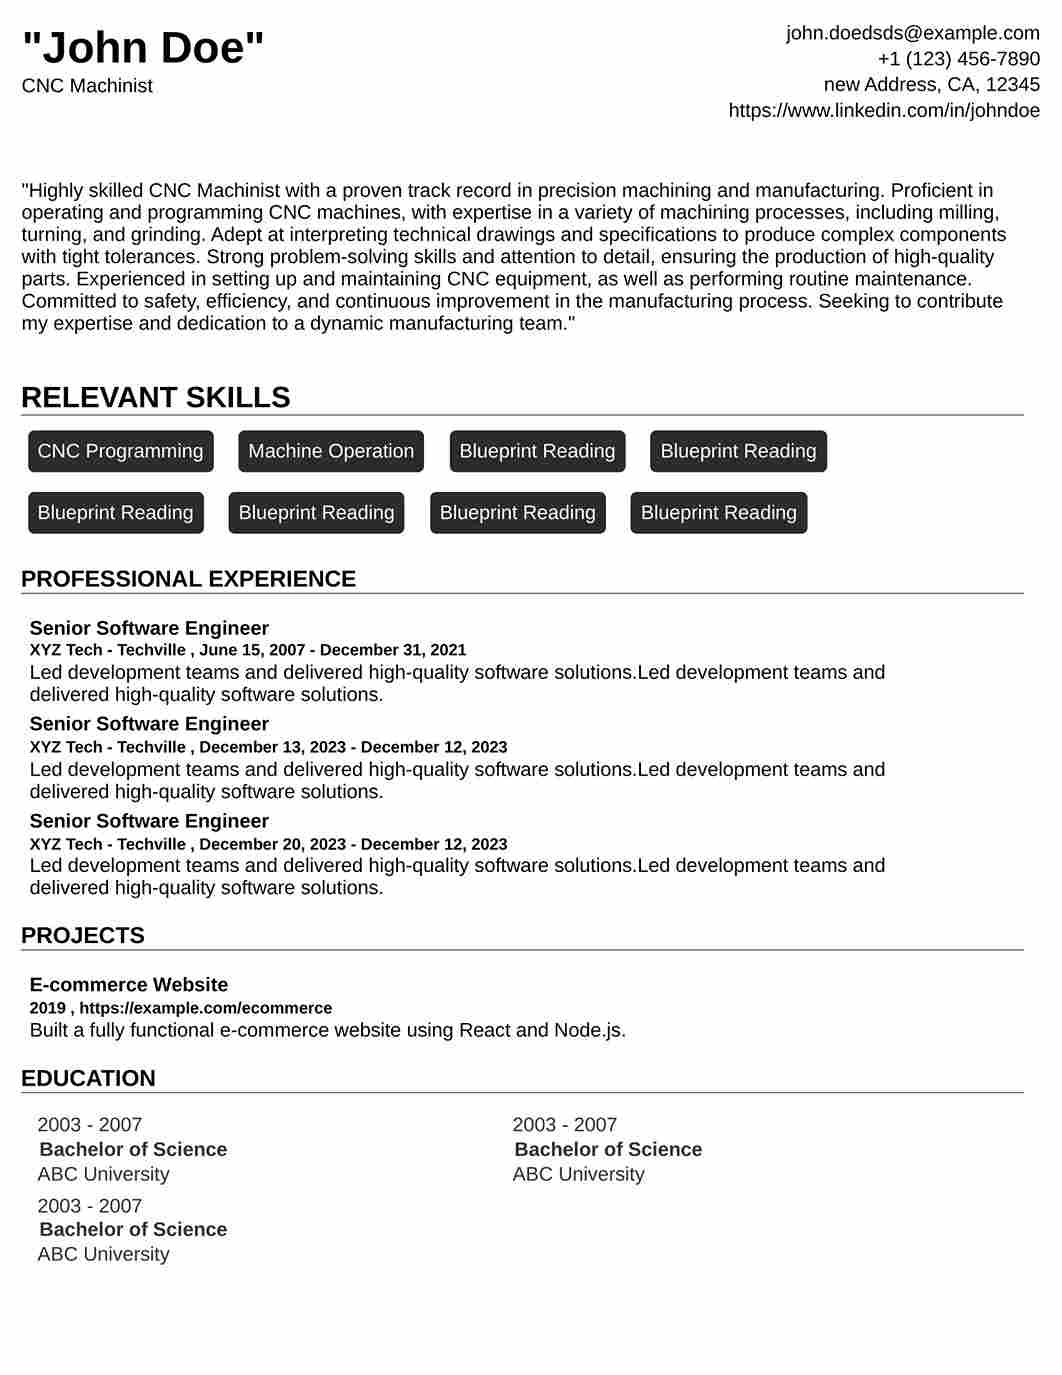 "John Doe"
CNC Machinist
john.doedsds@example.com
+1 (123) 456-7890
new Address, CA, 12345
https://www.linkedin.com/in/johndoe
"Highly skilled CNC Machinist with a proven track record in precision machining and manufacturing. Proficient in
operating and programming CNC machines, with expertise in a variety of machining processes, including milling,
turning, and grinding. Adept at interpreting technical drawings and specifications to produce complex components
with tight tolerances. Strong problem-solving skills and attention to detail, ensuring the production of high-quality
parts. Experienced in setting up and maintaining CNC equipment, as well as performing routine maintenance.
Committed to safety, efficiency, and continuous improvement in the manufacturing process. Seeking to contribute
my expertise and dedication to a dynamic manufacturing team."
RELEVANT SKILLS
CNC Programming Machine Operation Blueprint Reading Blueprint Reading
Blueprint Reading Blueprint Reading Blueprint Reading Blueprint Reading
PROFESSIONAL EXPERIENCE
Senior Software Engineer
XYZ Tech - Techville , June 15, 2007 - December 31, 2021
Led development teams and delivered high-quality software solutions.Led development teams and
delivered high-quality software solutions.
Senior Software Engineer
XYZ Tech - Techville , December 13, 2023 - December 12, 2023
Led development teams and delivered high-quality software solutions.Led development teams and
delivered high-quality software solutions.
Senior Software Engineer
XYZ Tech - Techville , December 20, 2023 - December 12, 2023
Led development teams and delivered high-quality software solutions.Led development teams and
delivered high-quality software solutions.
PROJECTS
E-commerce Website
2019 , https://example.com/ecommerce
Built a fully functional e-commerce website using React and Node.js.
EDUCATION
2003 - 2007
Bachelor of Science
ABC University
2003 - 2007
Bachelor of Science
ABC University
2003 - 2007
Bachelor of Science
ABC University